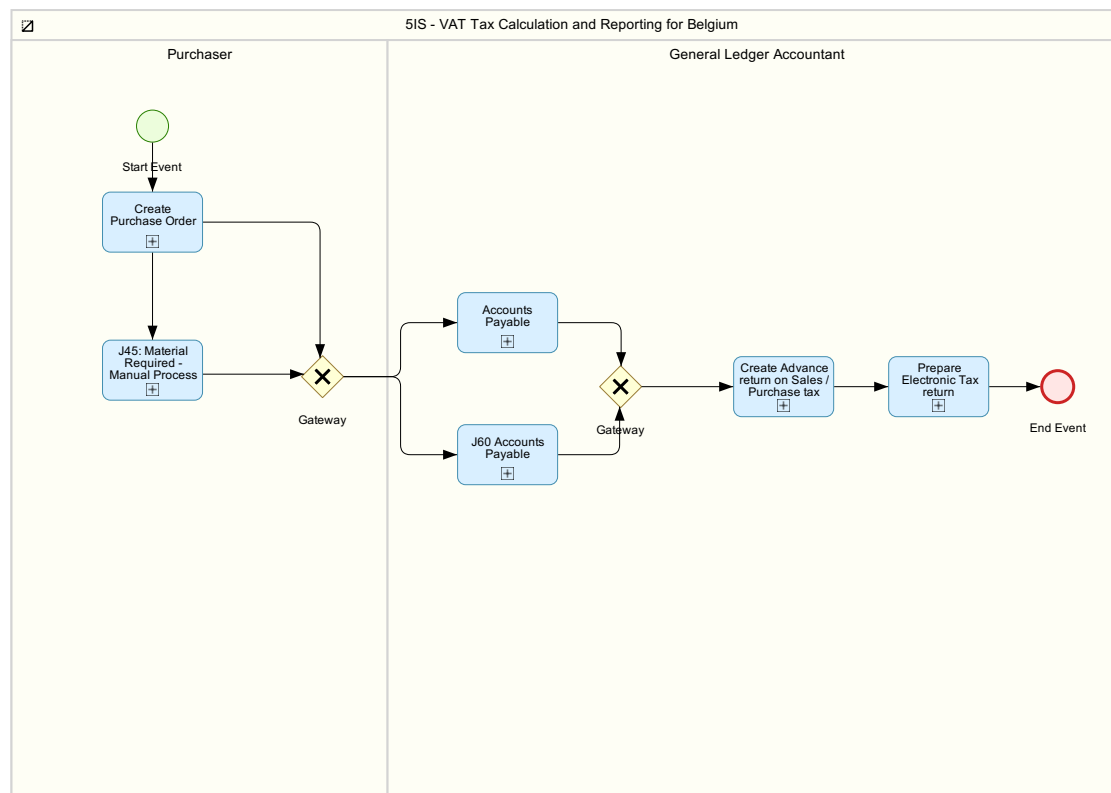 5IS - VAT Tax Calculation and Reporting for Belgium
Purchaser
General Ledger Accountant
Start Event
Create
Purchase Order
J45: Material
Required -
Manual Process
Gateway
Accounts
Payable
J60 Accounts
Payable
Gateway
Create Advance
return on Sales /
Purchase tax
Prepare
Electronic Tax
return
End Event